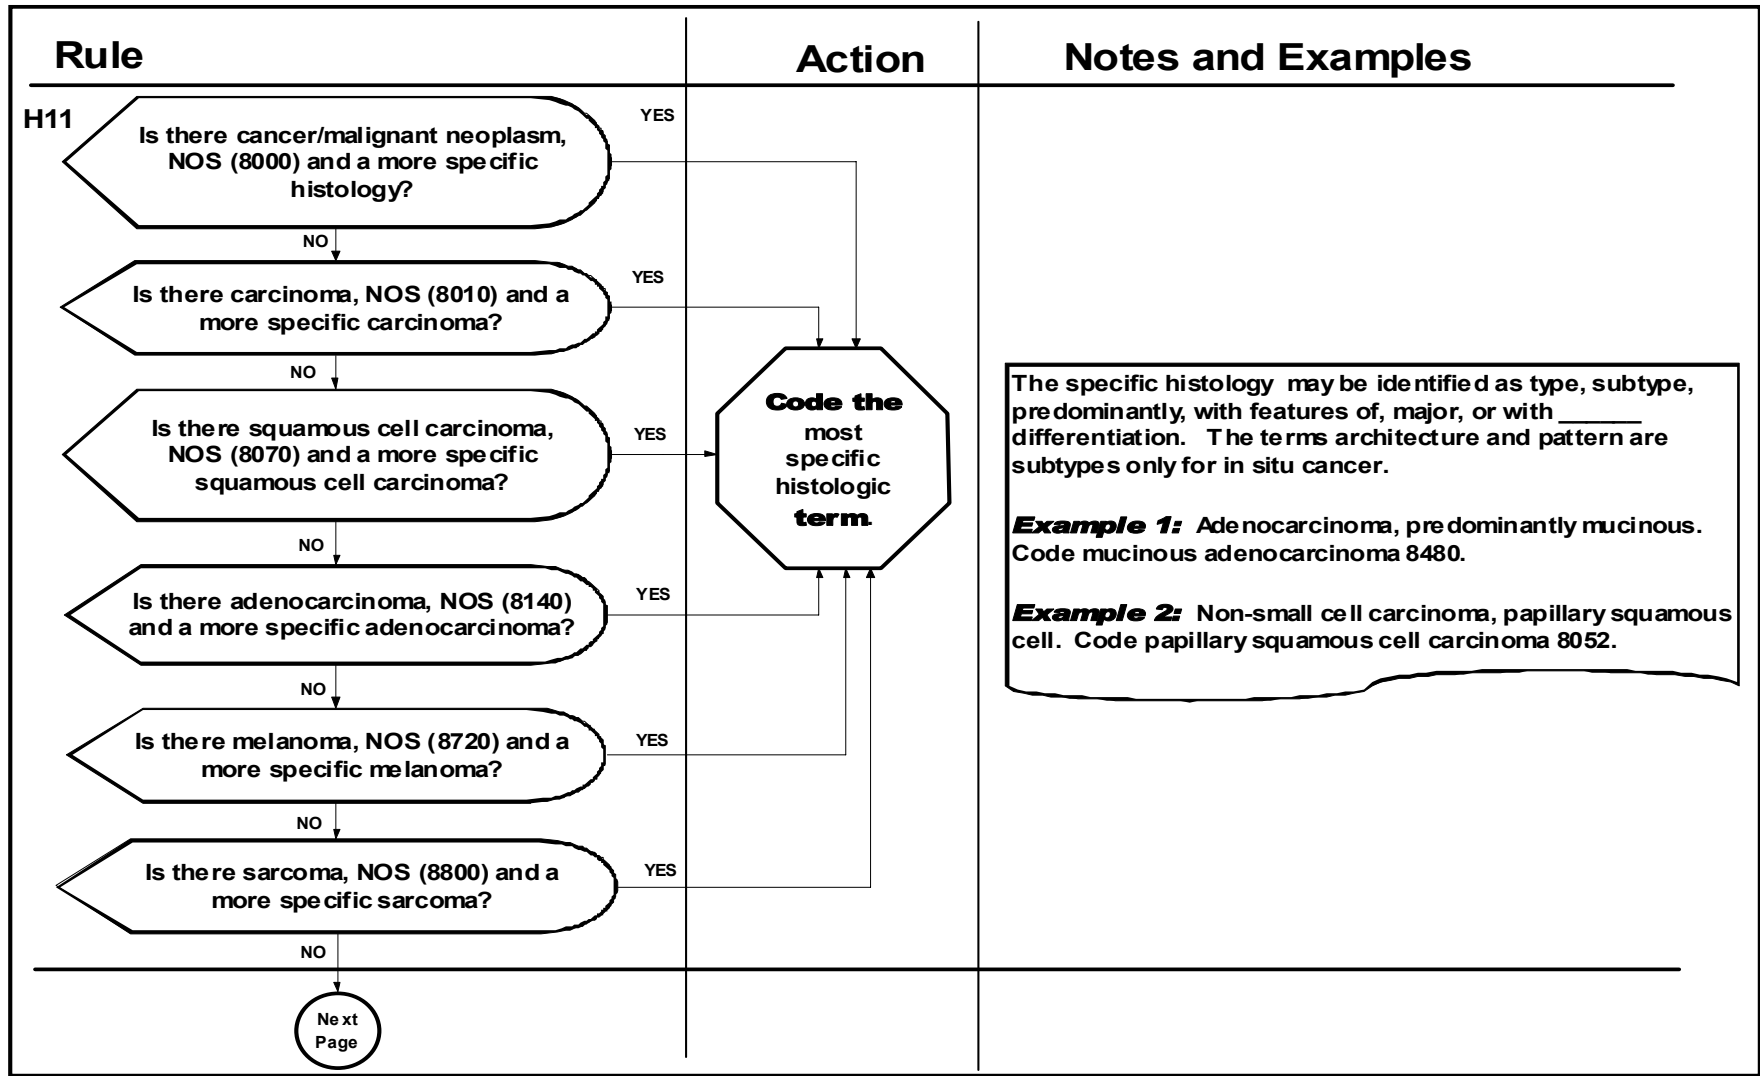 Rule
Action
Notes and Examples
H11
Is there cancer/malignant neoplasm,
NOS (8000) and a more specific
histology?
YES
NO
Is there carcinoma, NOS (8010) and a
more specific carcinoma?
YES
NO
Is there squamous cell carcinoma,
NOS (8070) and a more specific
squamous cell carcinoma?
YES
NO
Is there adenocarcinoma, NOS (8140)
and a more specific adenocarcinoma?
YES
NO
Is there melanoma, NOS (8720) and a
more specific melanoma?
YES
NO
Is there sarcoma, NOS (8800) and a
more specific sarcoma?
YES
NO
Next
Page
Code the
most
specific
histologic
term.
The specific histology may be identified as type, subtype,
predominantly, with features of, major, or with ______
differentiation. The terms architecture and pattern are
subtypes only for in situ cancer.
Example 1: Adenocarcinoma, predominantly mucinous.
Code mucinous adenocarcinoma 8480.
Example 2: Non-small cell carcinoma, papillary squamous
cell. Code papillary squamous cell carcinoma 8052.